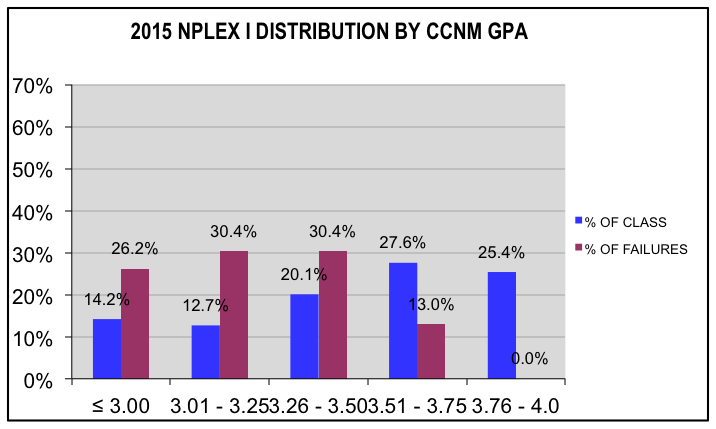 2015 NPLEX I DISTRIBUTION BY CCNM GPA
70%
60%
50%
40%
30%
20%
10%
0%
14.2%
26.2%
12.7%
30.4%
20.1%
30.4%
27.6%
13.0%
25.4%
0.0%
≤ 3.00
3.01 - 3.25
3.26 - 3.50
3.51 - 3.75
3.76 - 4.0
% OF CLASS
% OF FAILURES